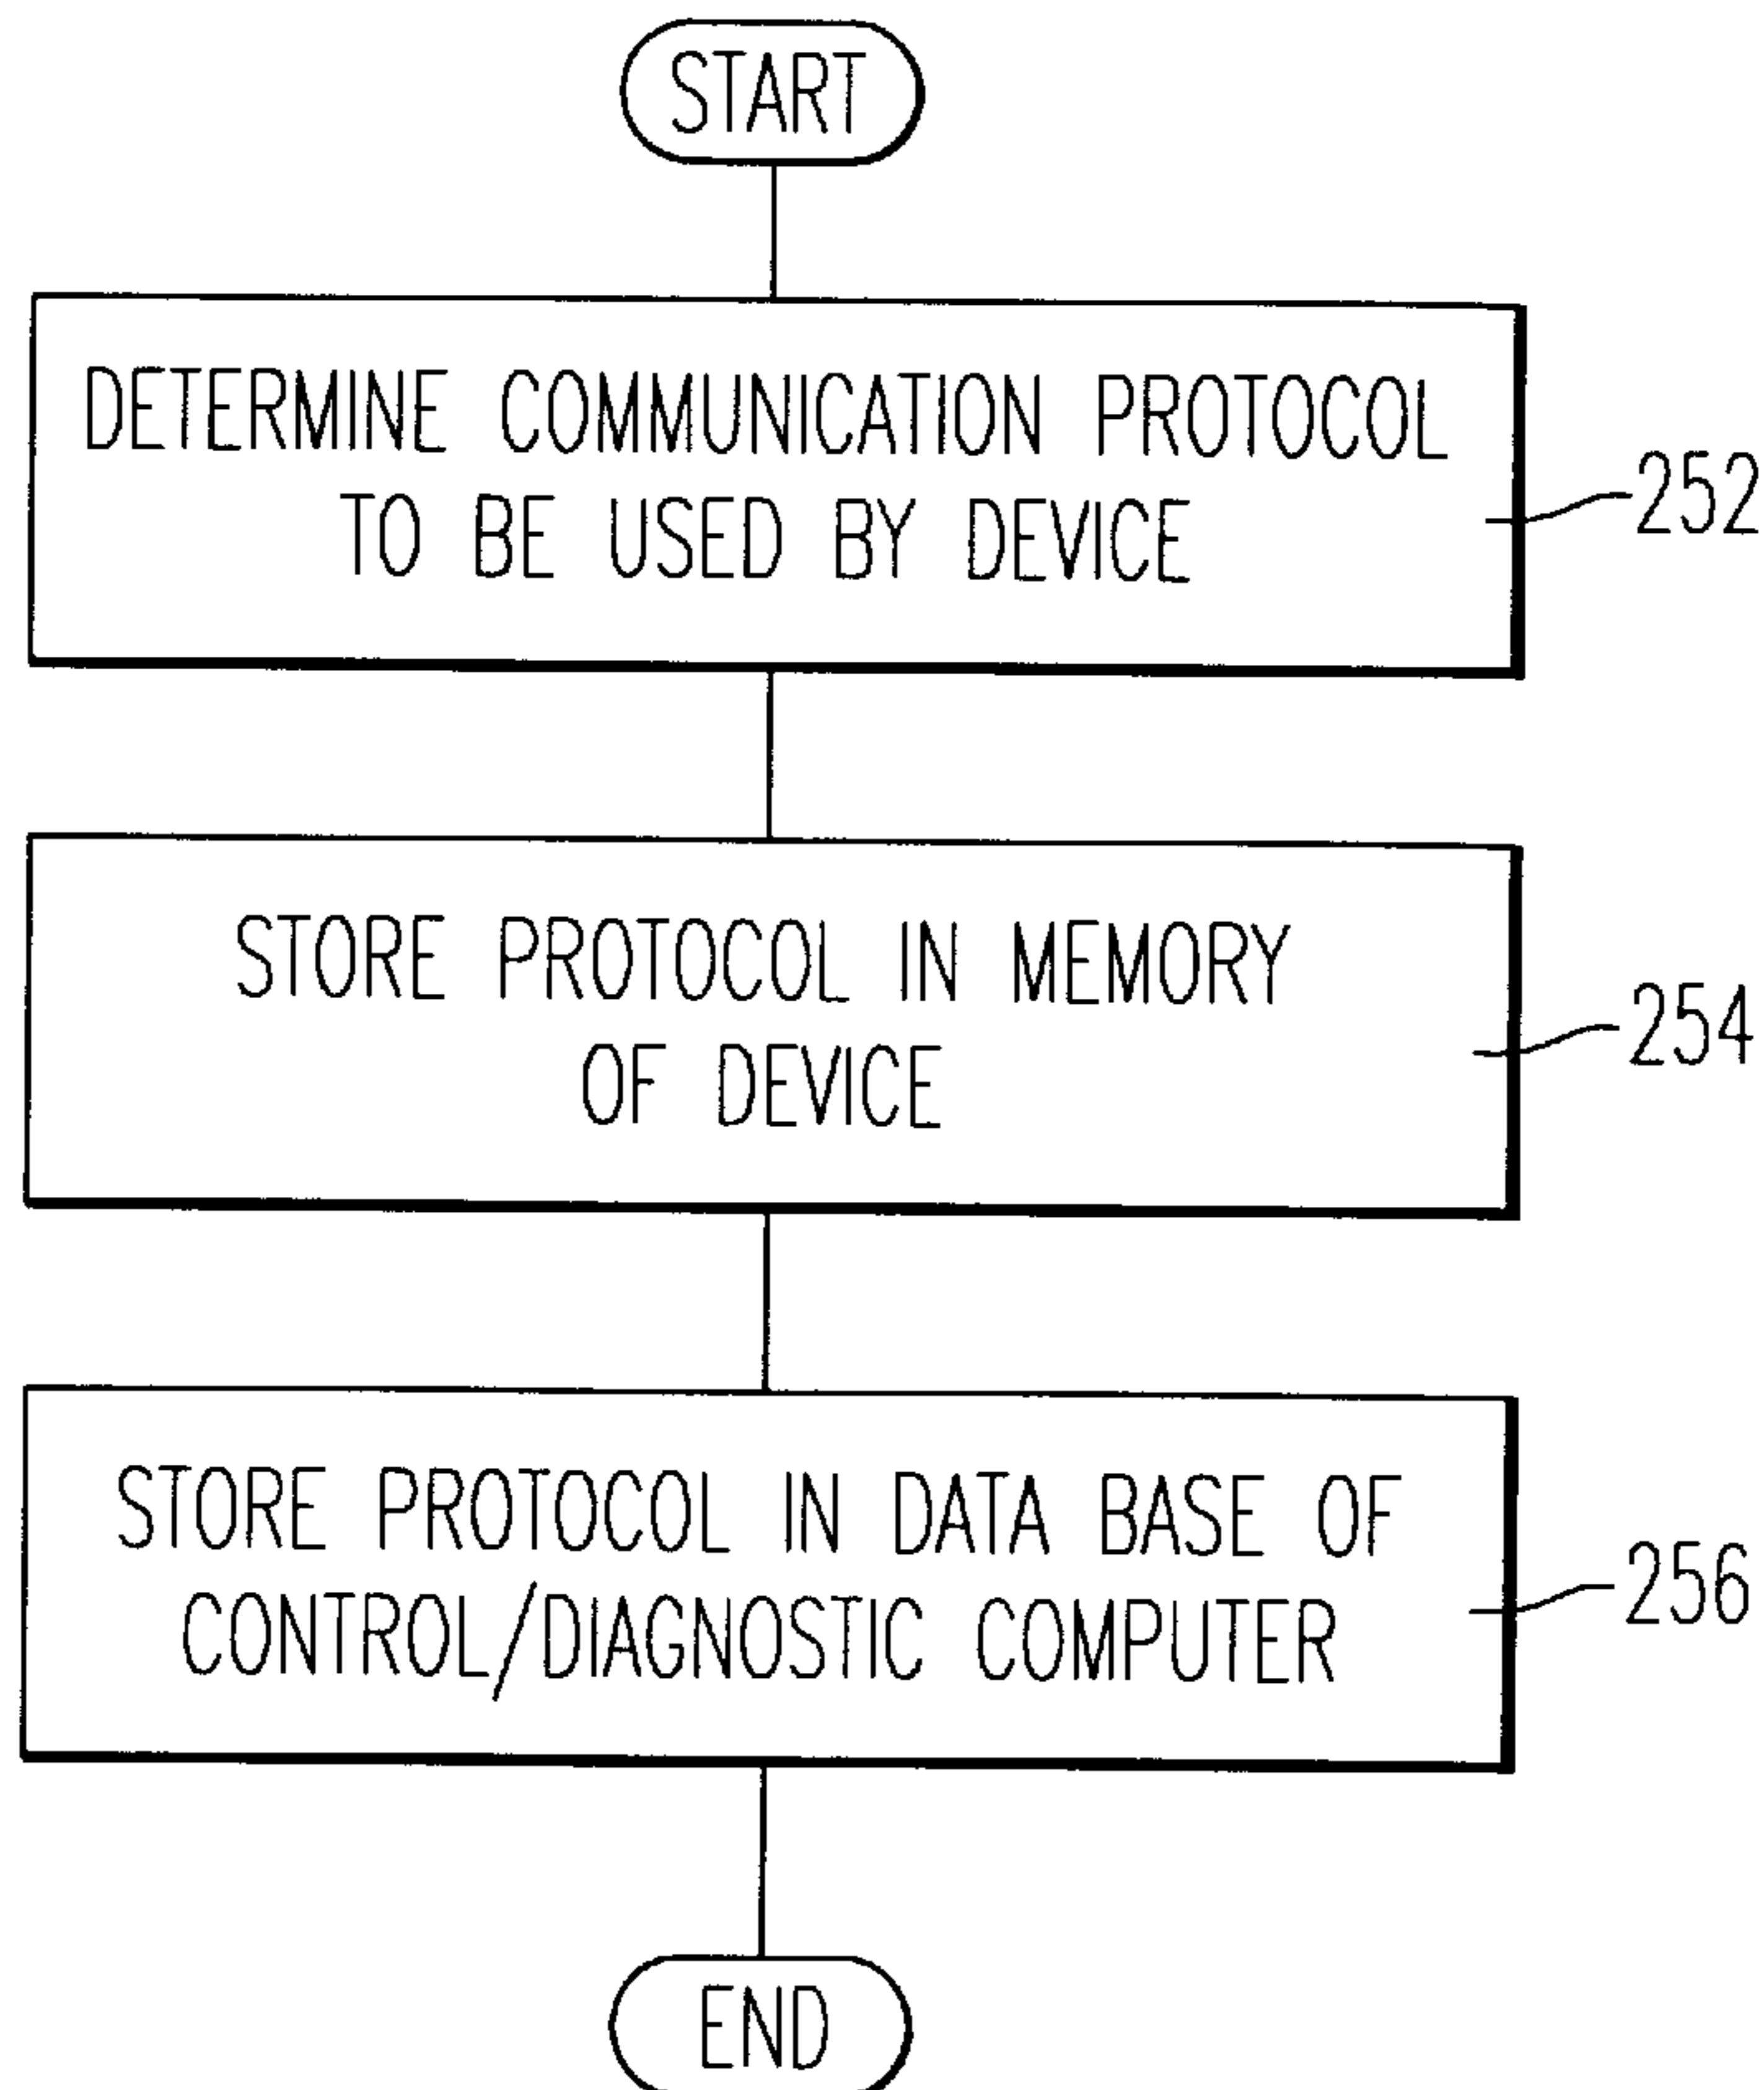 START
DETERMINE COMMUNICATION PROTOCOL
TO BE USED BY DEVICE
252
STORE PROTOCOL IN MEMORY
OF DEVICE
254
STORE PROTOCOL IN DATA BASE OF
CONTROL/DIAGNOSTIC COMPUTER
256
END